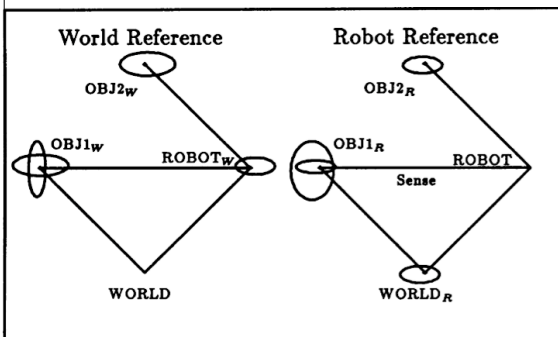 World Reference
OBJ2W
OBJ1W
ROBOTW
WORLD
Robot Reference
OBJ2R
OBJ1R
ROBOT
Sense
WORLDR